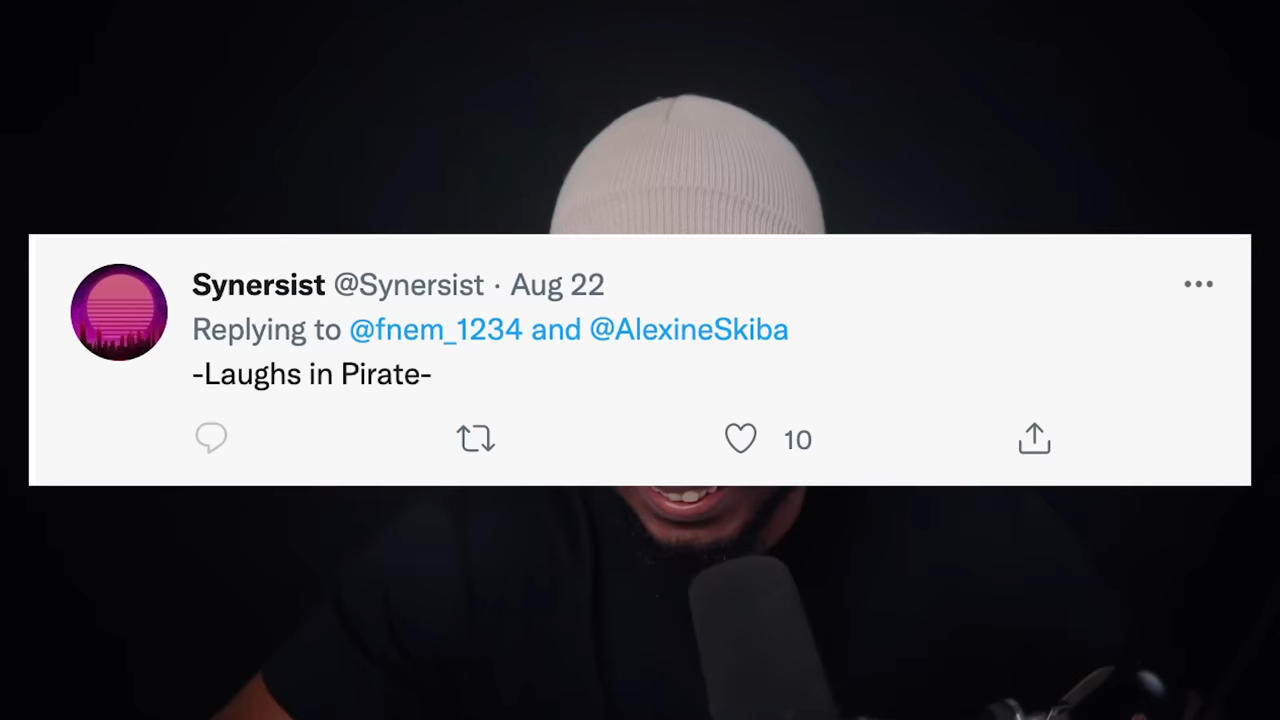 Synersist @Synersist · Aug 22
Replying to @fnem_1234 and @AlexineSkiba
-Laughs in Pirate-
10